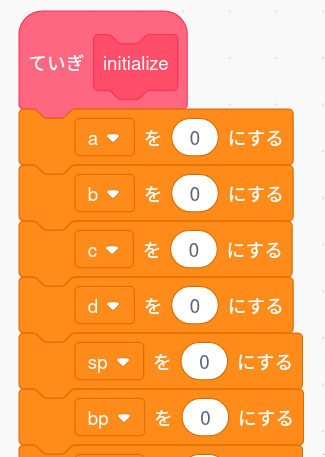 ていぎ initialize
a を 0 にする
b を 0 にする
c を 0 にする
d を 0 にする
sp を 0 にする
bp を 0 にする